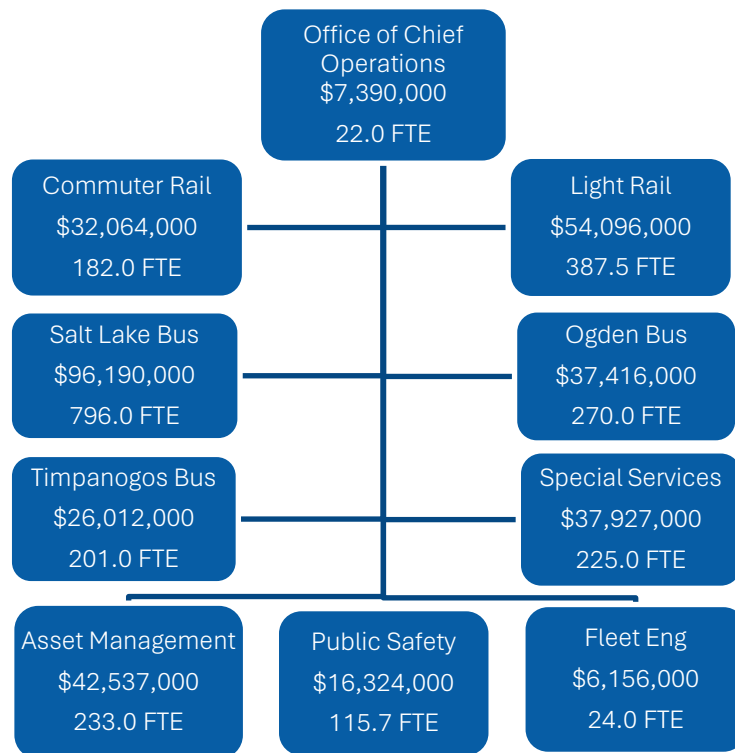 Office of Chief
Operations
$7,390,000
22.0 FTE
Commuter Rail
$32,064,000
182.0 FTE
Light Rail
$54,096,000
387.5 FTE
Salt Lake Bus
$96,190,000
796.0 FTE
Ogden Bus
$37,416,000
270.0 FTE
Timpanogos Bus
$26,012,000
201.0 FTE
Special Services
$37,927,000
225.0 FTE
Asset Management
$42,537,000
233.0 FTE
Public Safety
$16,324,000
115.7 FTE
Fleet Eng
$6,156,000
24.0 FTE